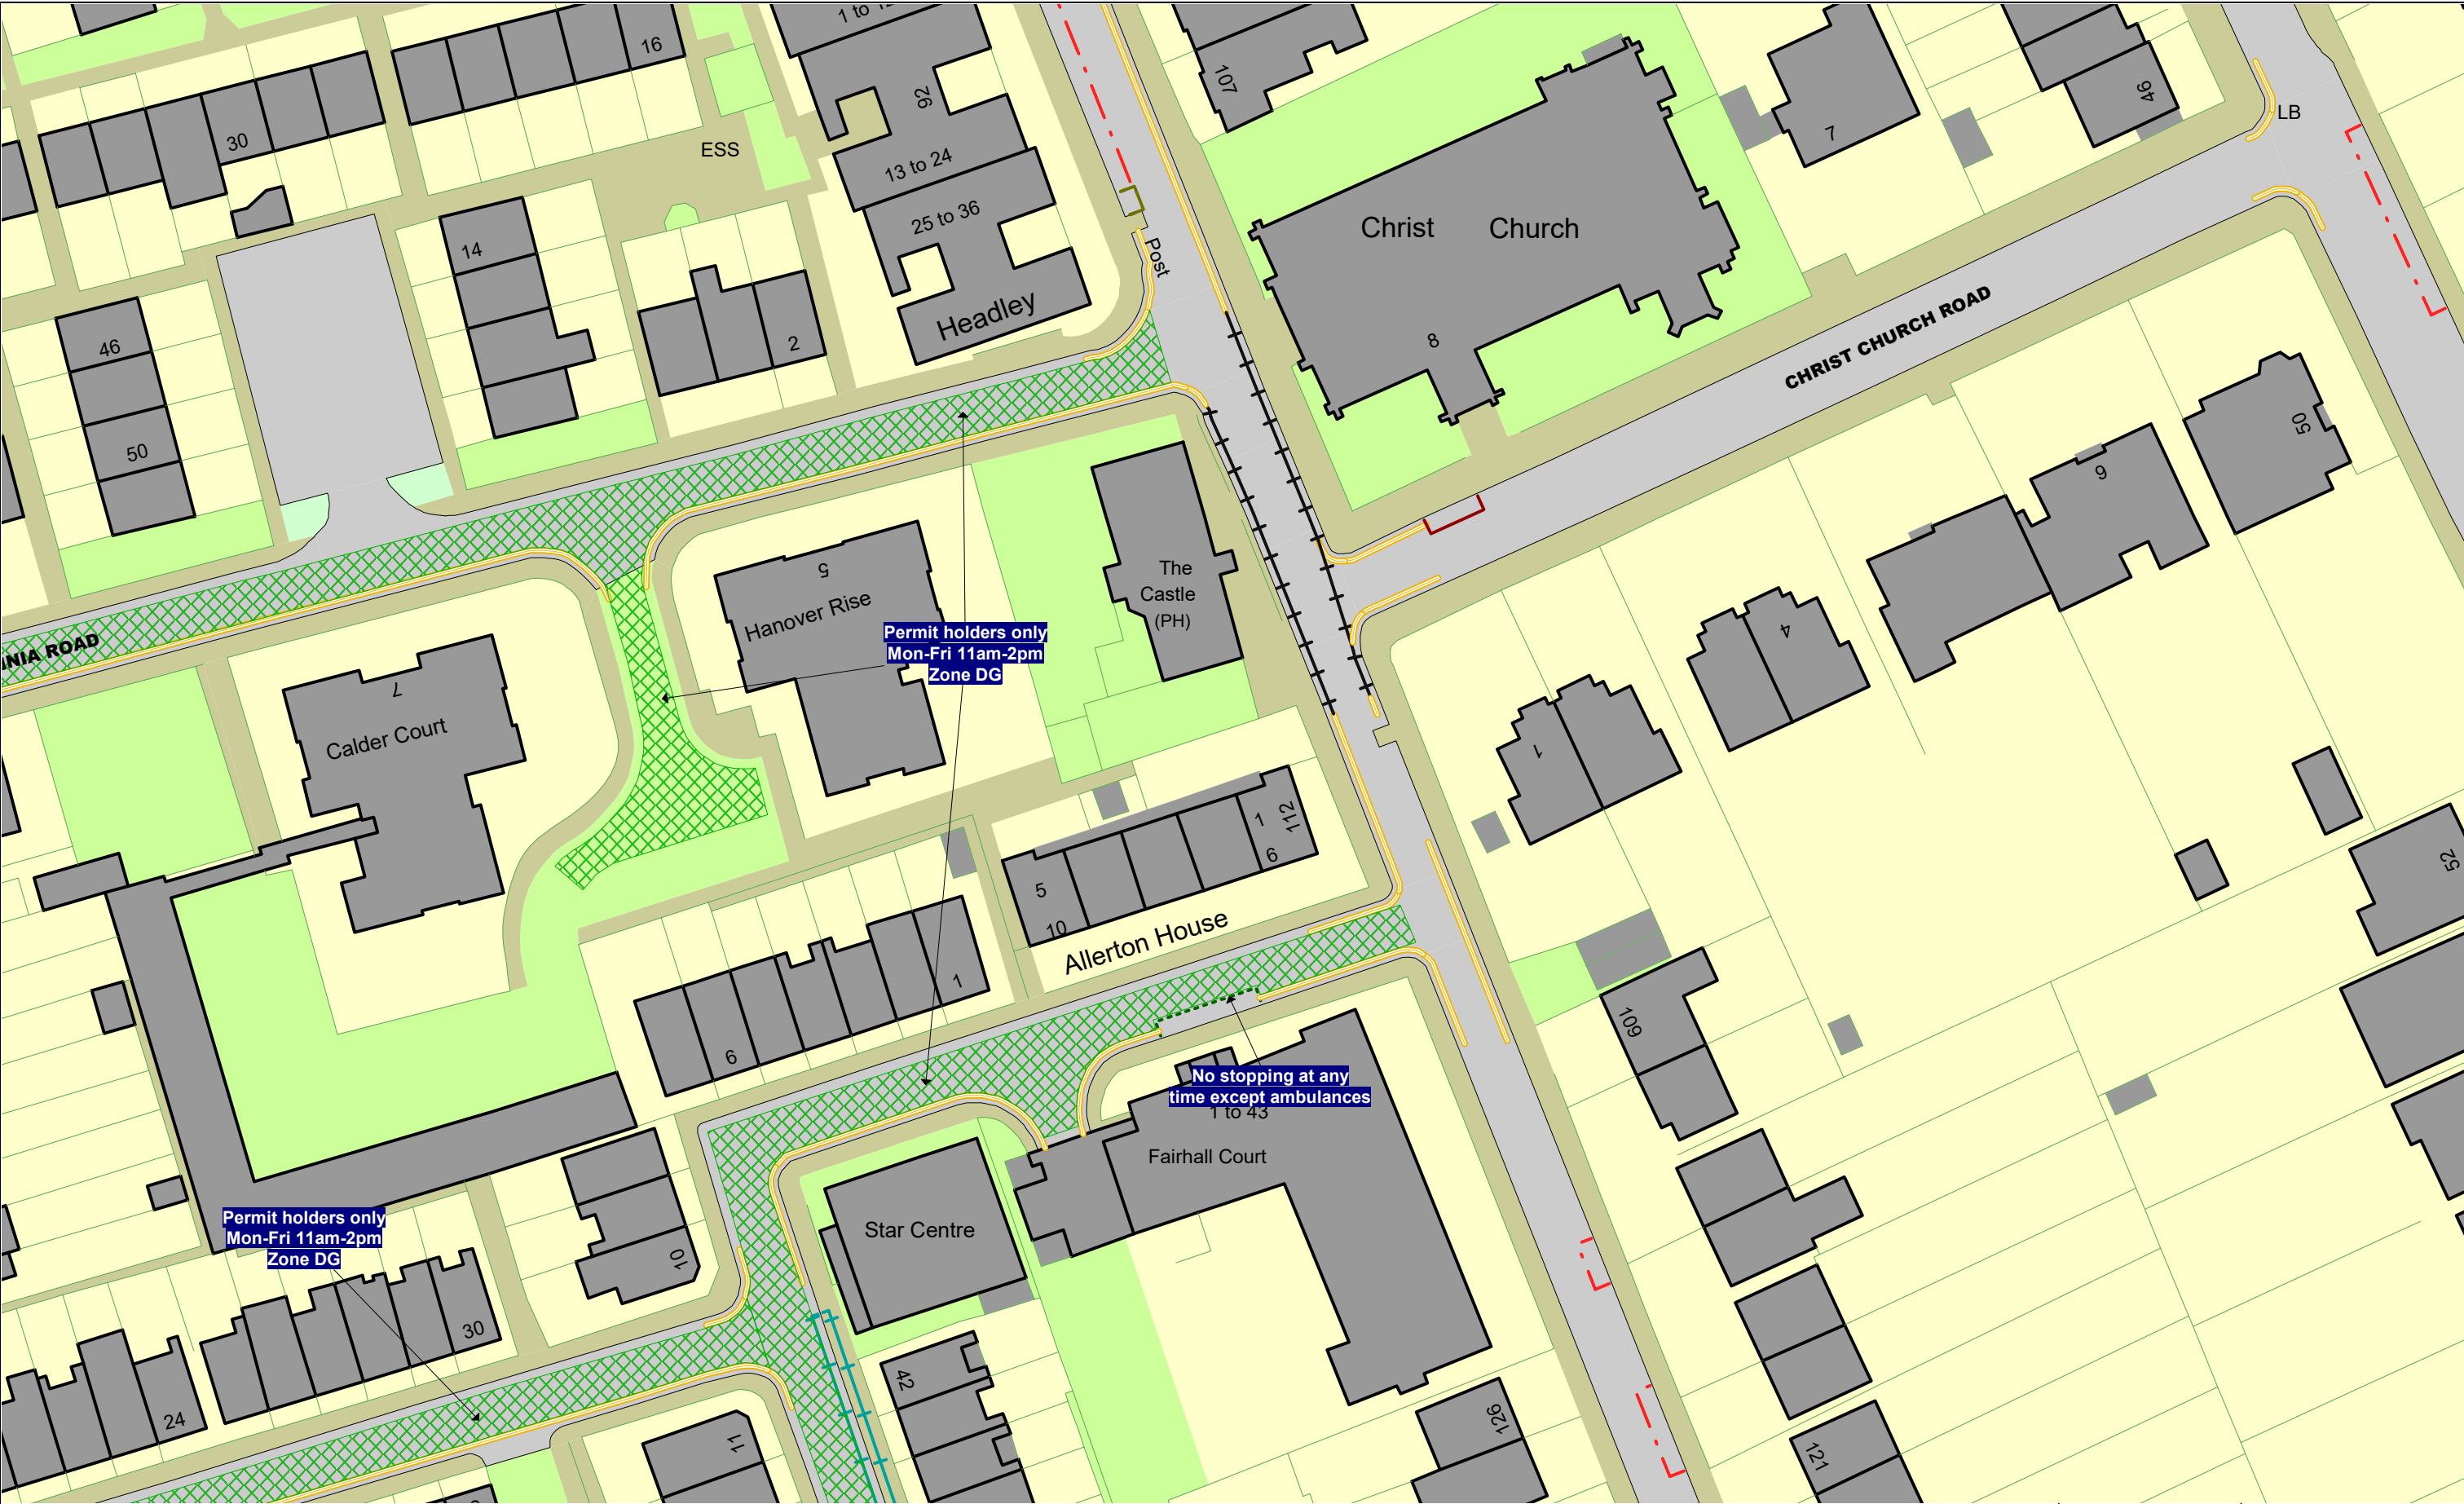 1 to 12
16
92
107
30
46
7
LB
ESS
13 to 24
25 to 36
14
Post
Christ Church
Headley
2
8
46
CHRIST CHURCH ROAD
50
50
9
5
The
Castle
(PH)
Hanover Rise
Permit holders only
Mon-Fri 11am-2pm
Zone DG
4
NIA ROAD
7
Calder Court
1
1
112
6
5
10
52
Allerton House
1
6
109
No stopping at any
time except ambulances
1 to 43
Fairhall Court
Star Centre
Permit holders only
Mon-Fri 11am-2pm
Zone DG
10
30
24
42
11
126
121